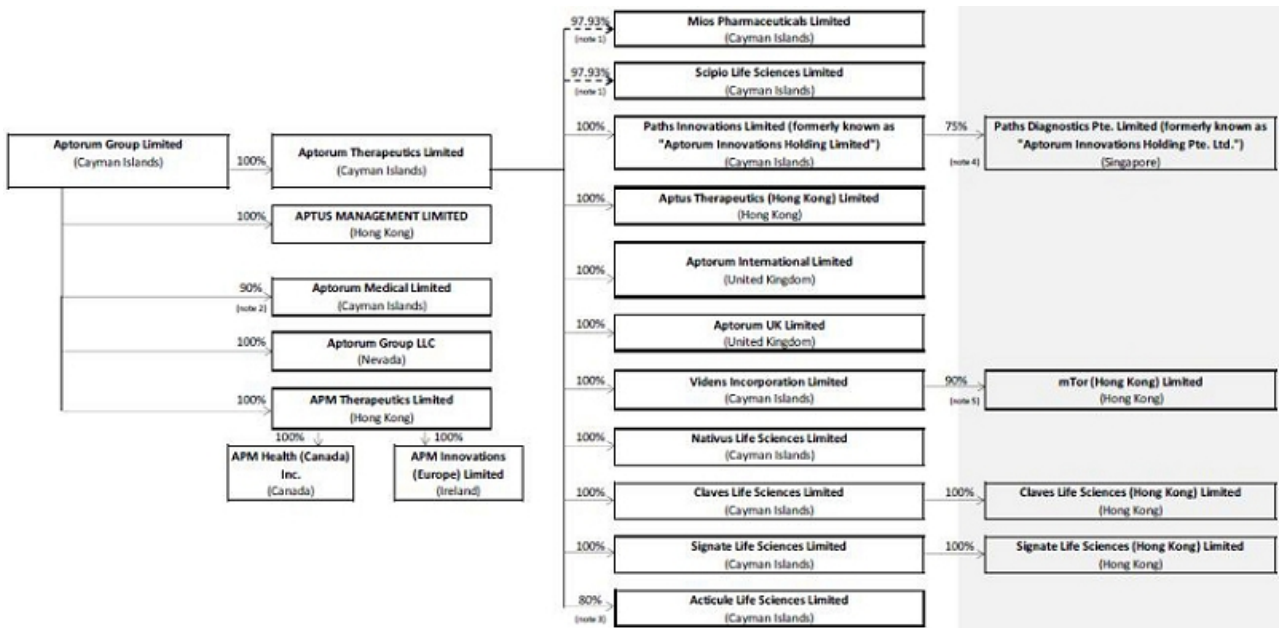 Aptorum Group Limited
(Cayman Islands)
100%
Aptorum Therapeutics Limited
(Cayman Islands)
100%
APTUS MANAGEMENT LIMITED
(Hong Kong)
90%
(note 2)
Aptorum Medical Limited
(Cayman Islands)
100%
Aptorum Group LLC
(Nevada)
100%
APM Therapeutics Limited
(Hong Kong)
100%
APM Health (Canada)
Inc.
(Canada)
100%
APM Innovations
(Europe) Limited
(Ireland)
97.93%
(note 1)
Mios Pharmaceuticals Limited
(Cayman Islands)
97.93%
(note 1)
Scipio Life Sciences Limited
(Cayman Islands)
100%
Paths Innovations Limited (formerly known as
"Aptorum Innovations Holding Limited")
(Cayman Islands)
75%
(note 4)
Paths Diagnostics Pte. Limited (formerly known as
"Aptorum Innovations Holding Pte. Ltd.")
(Singapore)
100%
Aptus Therapeutics (Hong Kong) Limited
(Hong Kong)
100%
Aptorum International Limited
(United Kingdom)
100%
Aptorum UK Limited
(United Kingdom)
100%
Videns Incorporation Limited
(Cayman Islands)
90%
(note 5)
mTor (Hong Kong) Limited
(Hong Kong)
100%
Nativus Life Sciences Limited
(Cayman Islands)
100%
Claves Life Sciences Limited
(Cayman Islands)
100%
Claves Life Sciences (Hong Kong) Limited
(Hong Kong)
100%
Signate Life Sciences Limited
(Cayman Islands)
100%
Signate Life Sciences (Hong Kong) Limited
(Hong Kong)
80%
(note 3)
Acticule Life Sciences Limited
(Cayman Islands)